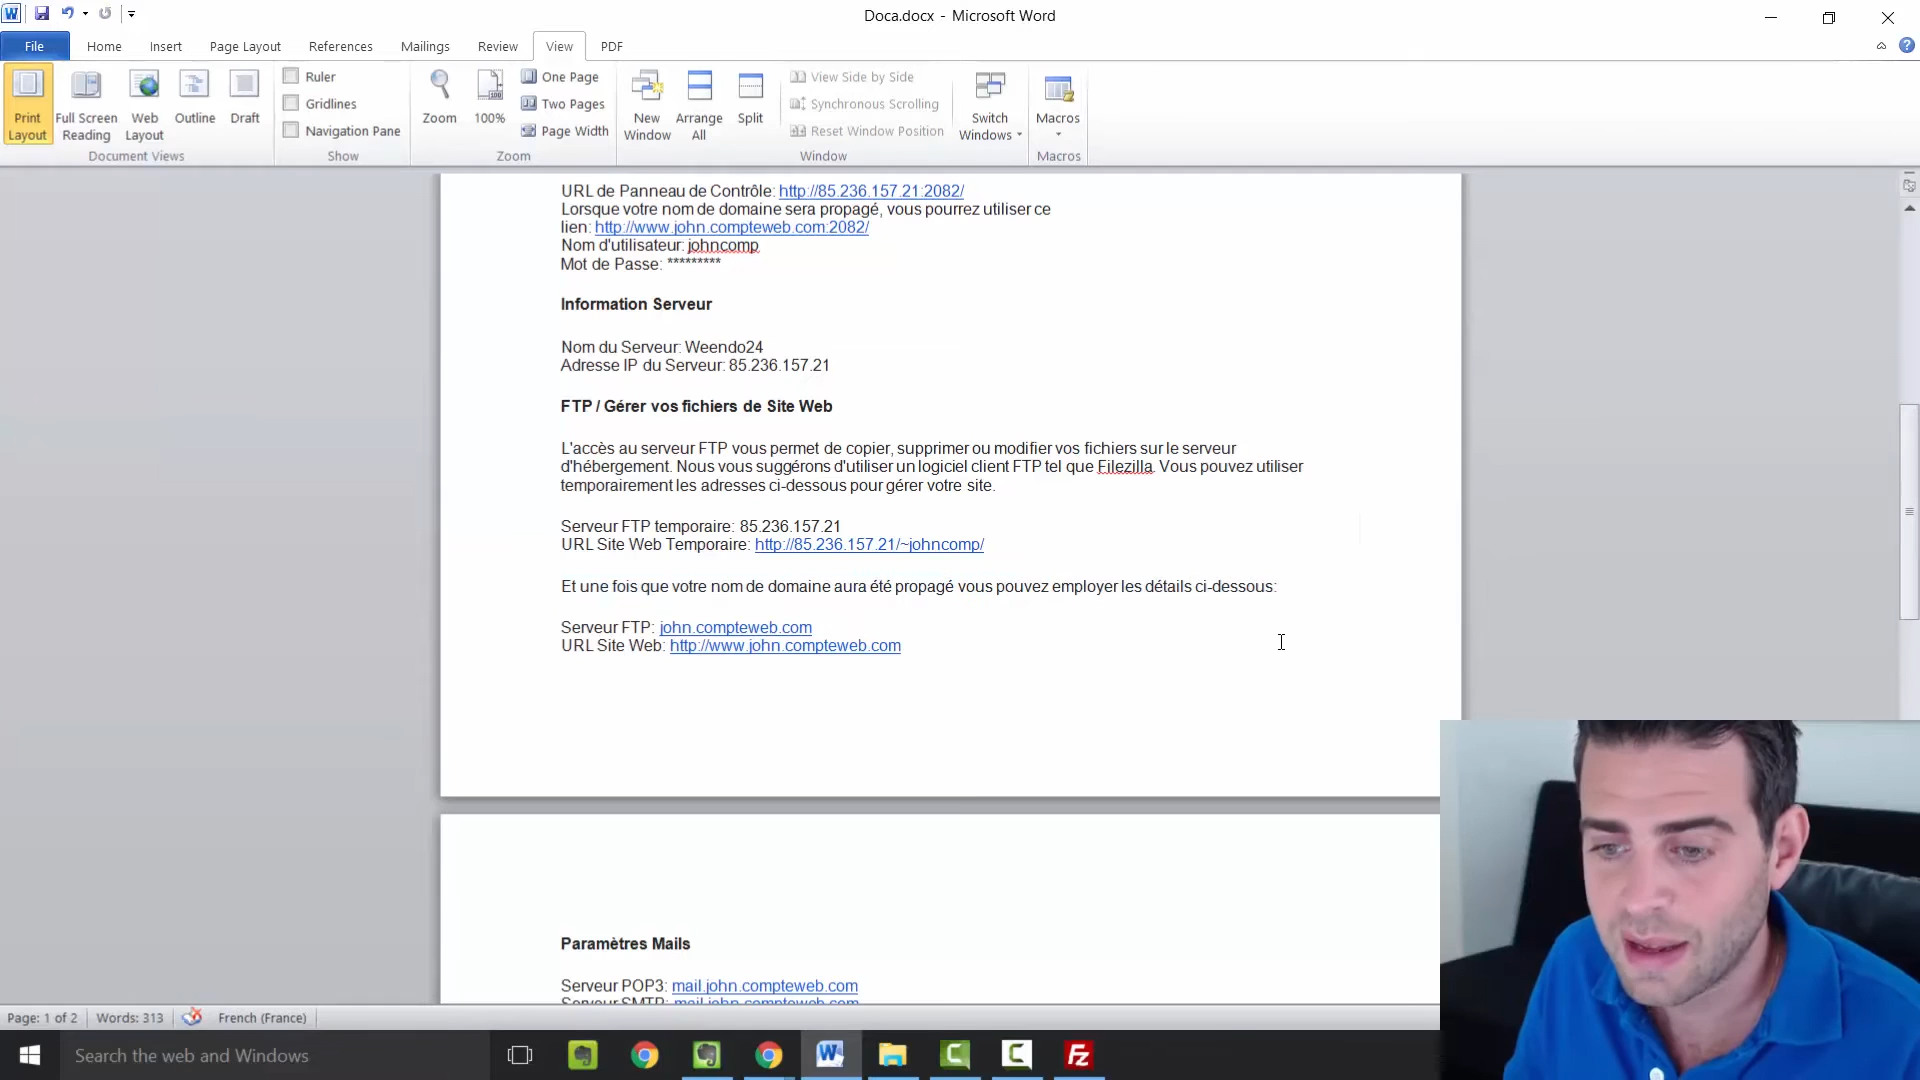 Doca.docx - Microsoft Word
File Home Insert Page Layout References Mailings Review View PDF
Print Layout
Full Screen Reading
Web Layout
Outline
Draft
Document Views
Ruler
Gridlines
Navigation Pane
Show
Zoom
100%
One Page
Two Pages
Page Width
Zoom
New Window
Arrange All
Split
View Side by Side
Synchronous Scrolling
Reset Window Position
Window
Switch Windows
Macros
Macros
URL de Panneau de Contrôle: http://85.236.157.21:2082/
Lorsque votre nom de domaine sera propagé, vous pourrez utiliser ce
lien: http://www.john.compteweb.com:2082/
Nom d'utilisateur: johncomp
Mot de Passe: *********
Information Serveur
Nom du Serveur: Weendo24
Adresse IP du Serveur: 85.236.157.21
FTP / Gérer vos fichiers de Site Web
L'accès au serveur FTP vous permet de copier, supprimer ou modifier vos fichiers sur le serveur
d'hébergement. Nous vous suggérons d'utiliser un logiciel client FTP tel que Filezilla. Vous pouvez utiliser
temporairement les adresses ci-dessous pour gérer votre site.
Serveur FTP temporaire: 85.236.157.21
URL Site Web Temporaire: http://85.236.157.21/~johncomp/
Et une fois que votre nom de domaine aura été propagé vous pouvez employer les détails ci-dessous:
Serveur FTP: john.compteweb.com
URL Site Web: http://www.john.compteweb.com
Paramètres Mails
Serveur POP3: mail.john.compteweb.com
Serveur SMTP: mail.john.compteweb.com
Page: 1 of 2 Words: 313 French (France)
Search the web and Windows